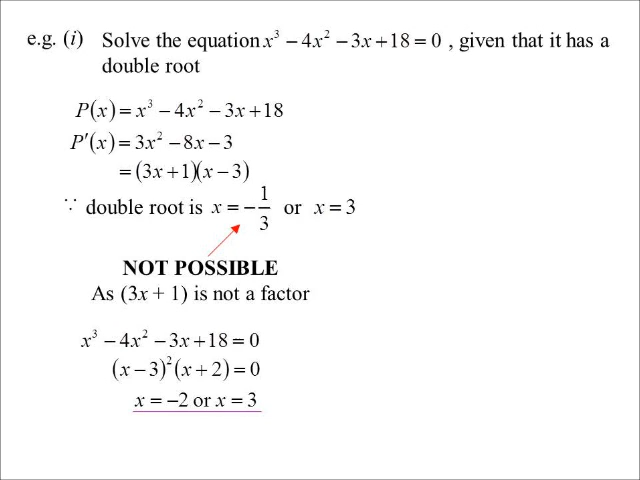 e.g. (i) Solve the equation x³ − 4x² − 3x + 18 = 0 , given that it has a
double root
P(x) = x³ − 4x² − 3x + 18
P′(x) = 3x² − 8x − 3
= (3x + 1)(x − 3)
∵ double root is x = −1/3 or x = 3
NOT POSSIBLE
As (3x + 1) is not a factor
x³ − 4x² − 3x + 18 = 0
(x − 3)²(x + 2) = 0
x = −2 or x = 3